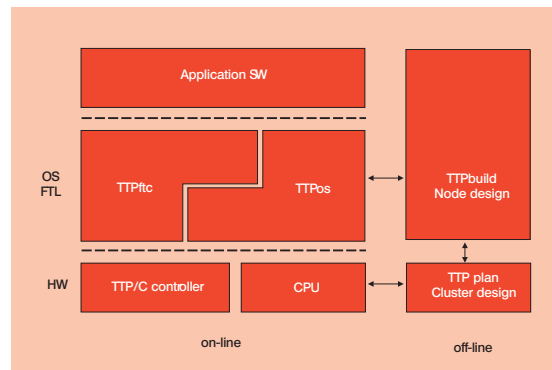 Application SW
OS
FTL
TTPftc
TTPos
TTPbuild
Node design
HW
TTP/C controller
CPU
TTP plan
Cluster design
on-line
off-line